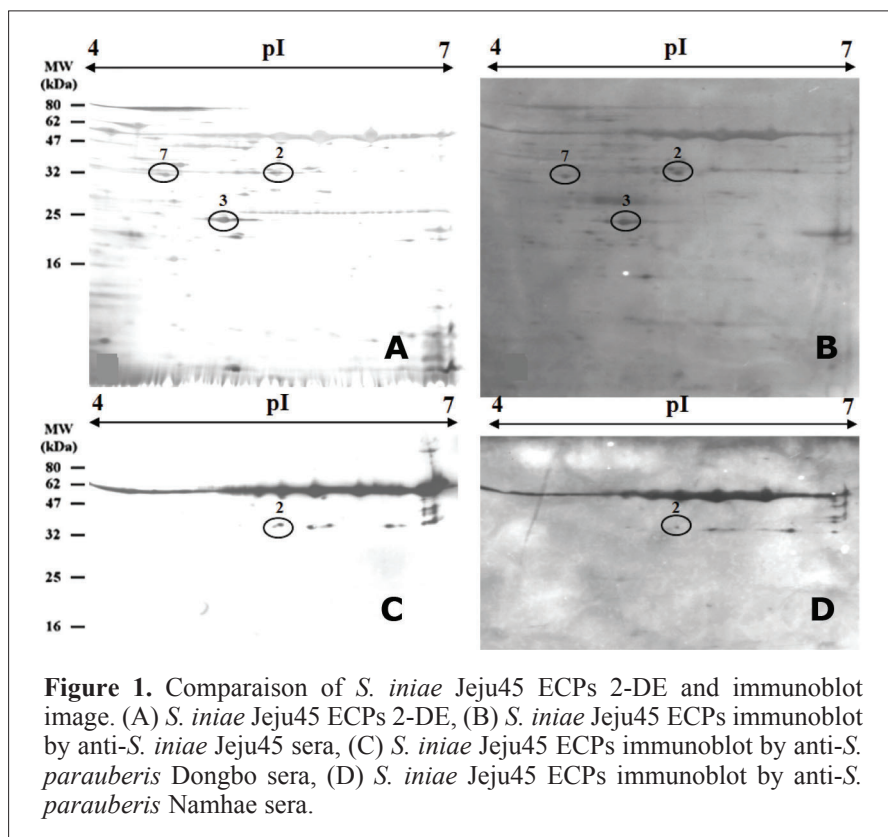 4 pI 7
MW
(kDa)
80
62
47
32
25
16
7
2
3
A
4 pI 7
7
2
3
B
4 pI 7
MW
(kDa)
80
62
47
32
25
16
2
C
4 pI 7
2
D
Figure 1. Comparaison of S. iniae Jeju45 ECPs 2-DE and immunoblot
image. (A) S. iniae Jeju45 ECPs 2-DE, (B) S. iniae Jeju45 ECPs immunoblot
by anti-S. iniae Jeju45 sera, (C) S. iniae Jeju45 ECPs immunoblot by anti-S.
parauberis Dongbo sera, (D) S. iniae Jeju45 ECPs immunoblot by anti-S.
parauberis Namhae sera.